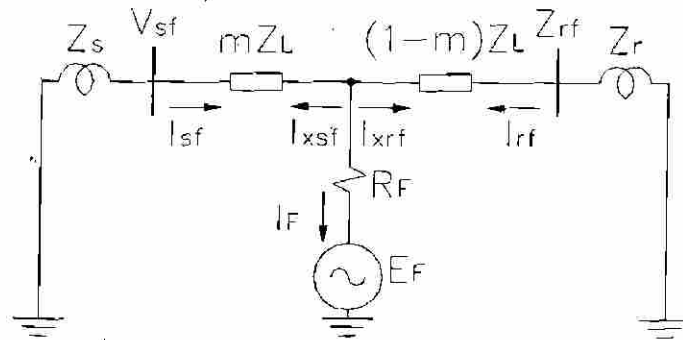 Zs Vsf mZL (1-m)ZL Zrf Zr
Isf Ixsf Ixrf Irf
RF
IF
EF